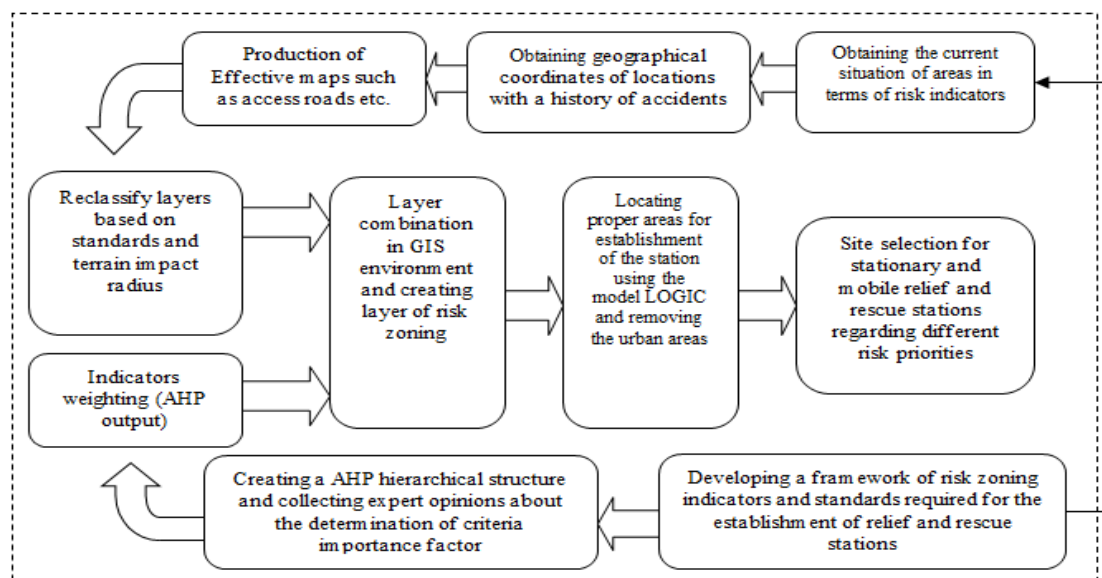 Production of
Effective maps such
as access roads etc.
Obtaining geographical
coordinates of locations
with a history of accidents
Obtaining the current
situation of areas in
terms of risk indicators
Reclassify layers
based on
standards and
terrain impact
radius
Layer
combination
in GIS
environment
and creating
layer of risk
zoning
Locating
proper areas for
establishment
of the station
using the
model LOGIC
and removing
the urban areas
Site selection for
stationary and
mobile relief and
rescue stations
regarding different
risk priorities
Indicators
weighting (AHP
output)
Creating a AHP hierarchical structure
and collecting expert opinions about
the determination of criteria
importance factor
Developing a framework of risk zoning
indicators and standards required for the
establishment of relief and rescue
stations